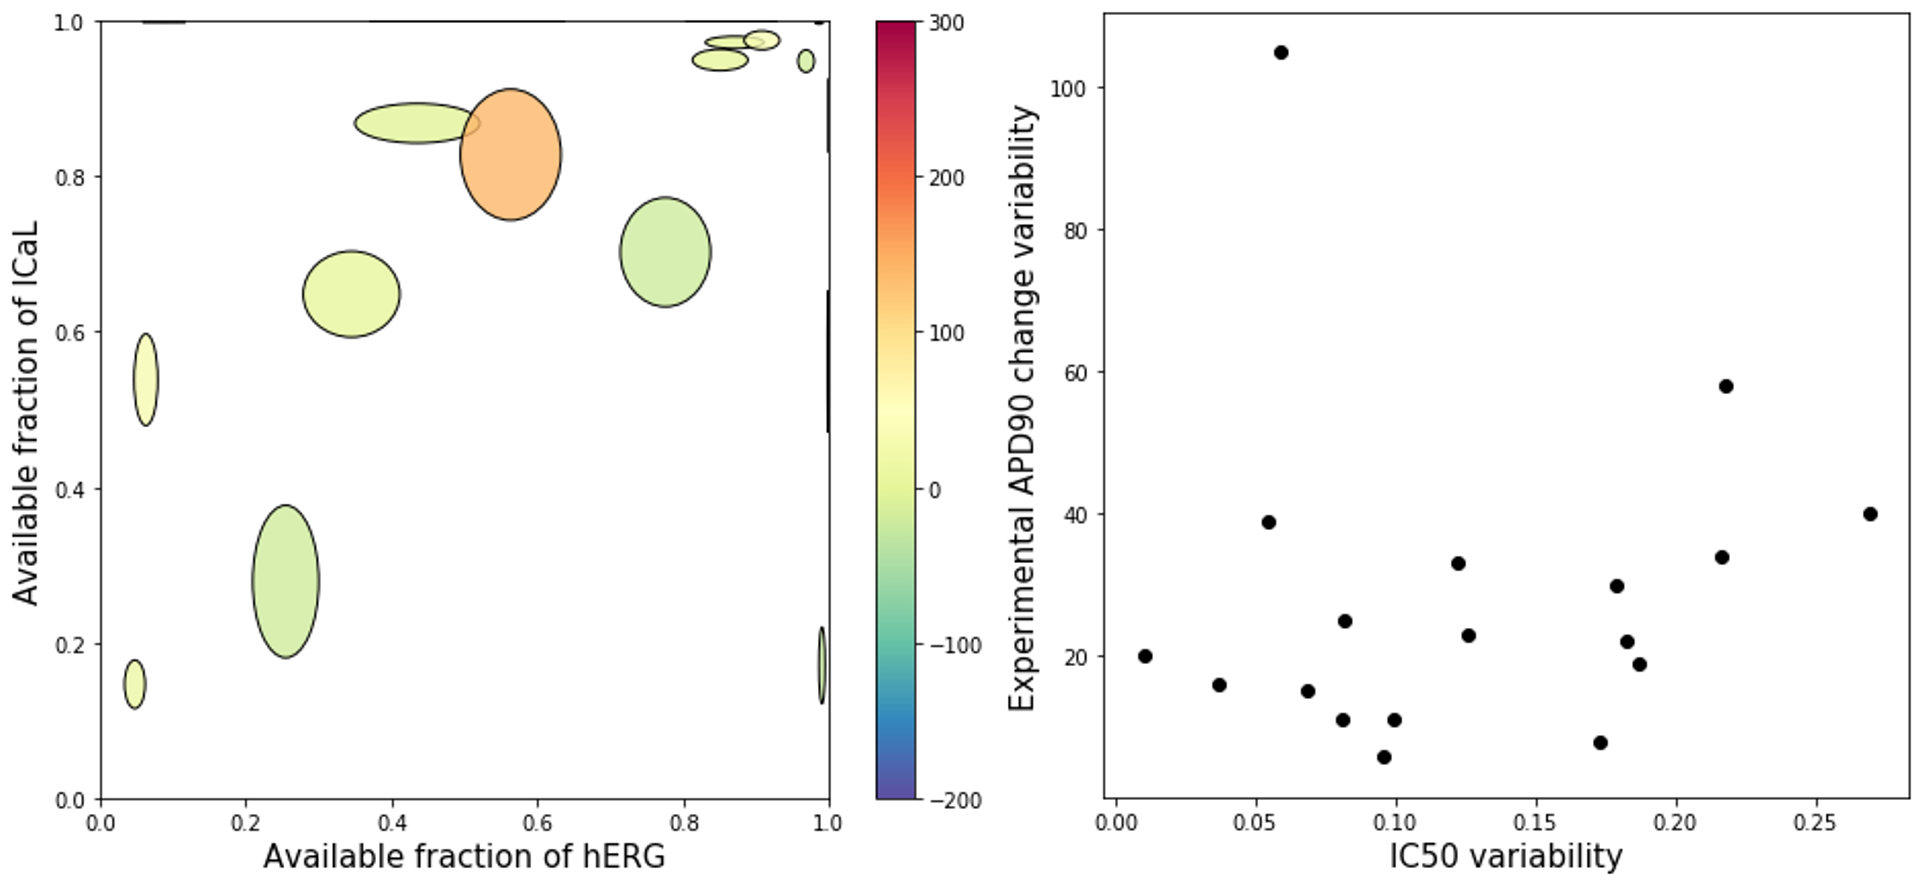 1.0
0.8
0.6
0.4
0.2
0.0
Available fraction of ICaL
0.0 0.2 0.4 0.6 0.8 1.0
Available fraction of hERG
300
200
100
0
−100
−200
Experimental APD90 change variability
100
80
60
40
20
0.00 0.05 0.10 0.15 0.20 0.25
IC50 variability